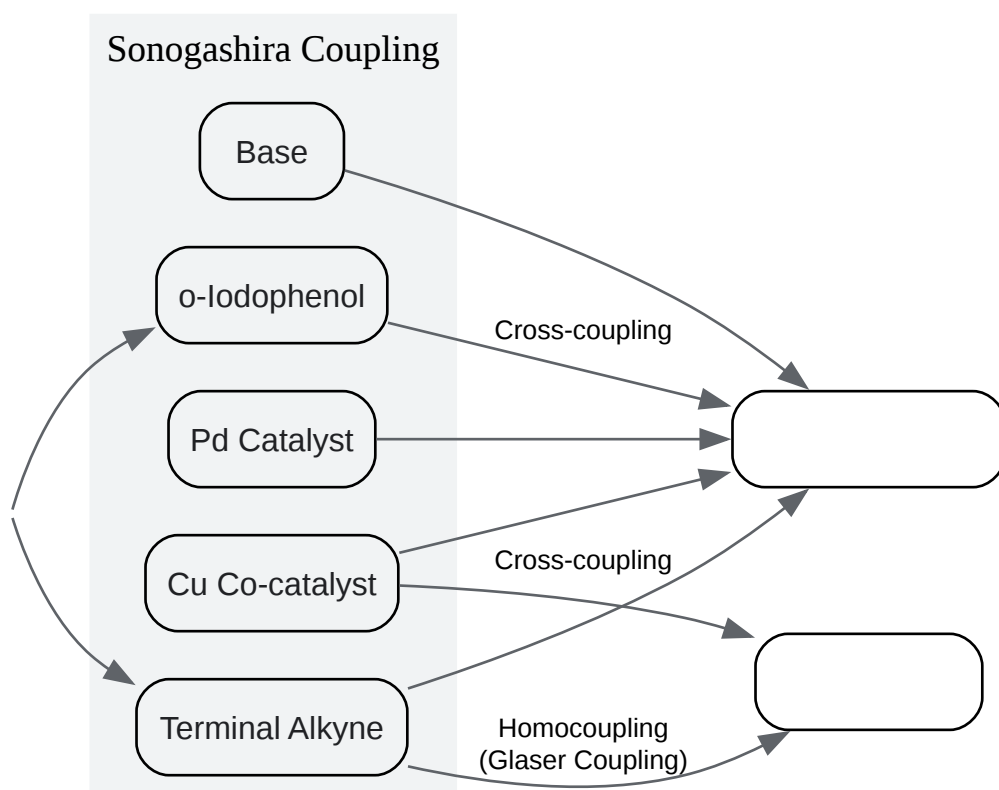 Sonogashira Coupling
Base
o-Iodophenol
Cross-coupling
Pd Catalyst
Cu Co-catalyst
Cross-coupling
Terminal Alkyne
Homocoupling
(Glaser Coupling)